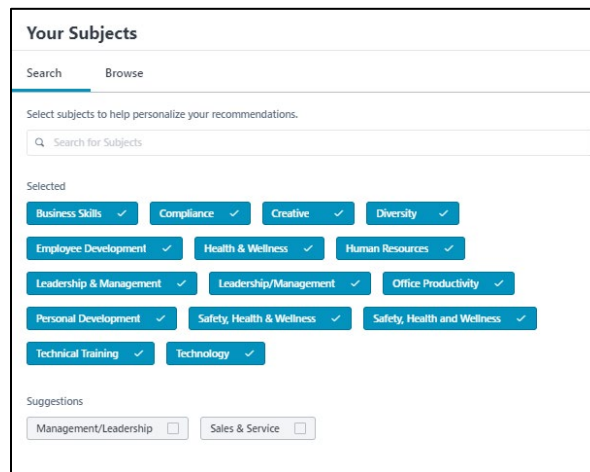 Your Subjects
Search Browse
Select subjects to help personalize your recommendations.
Search for Subjects
Selected
Business Skills Compliance Creative Diversity
Employee Development Health & Wellness Human Resources
Leadership & Management Leadership/Management Office Productivity
Personal Development Safety, Health & Wellness Safety, Health and Wellness
Technical Training Technology
Suggestions
Management/Leadership Sales & Service